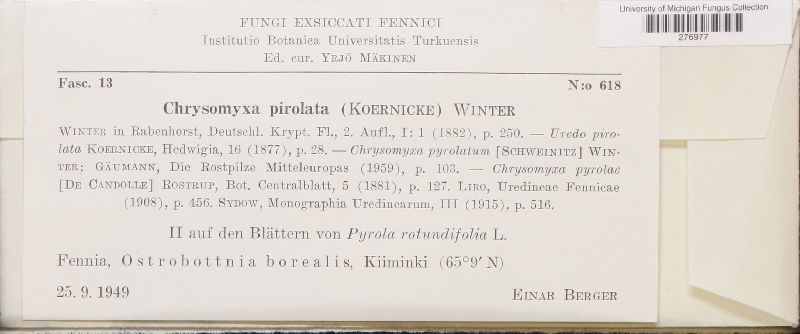 University of Michigan Fungus Collection
276977
FUNGI EXSICCATI FENNICI
Institutio Botanica Universitatis Turkuensis
Ed. cur. YRJÖ MÄKINEN
Fasc. 13 N:o 618
Chrysomyxa pirolata (KOERNICKE) WINTER
WINTER in Rabenhorst, Deutschl. Krypt. Fl., 2. Aufl., I: 1 (1882), p. 250. — Uredo piro-
lata KOERNICKE, Hedwigia, 16 (1877), p. 28. — Chrysomyxa pyrolatum [SCHWEINITZ] WIN-
TER; GÄUMANN, Die Rostpilze Mitteleuropas (1959), p. 103. — Chrysomyxa pyrolae
[DE CANDOLLE] ROSTRUP, Bot. Centralblatt, 5 (1881), p. 127. LIRO, Uredineae Fennicae
(1908), p. 456. SYDOW, Monographia Uredinearum, III (1915), p. 516.
II auf den Blättern von Pyrola rotundifolia L.
Fennia, Ostrobottnia borealis, Kiiminki (65°9′ N)
25. 9. 1949 EINAR BERGER